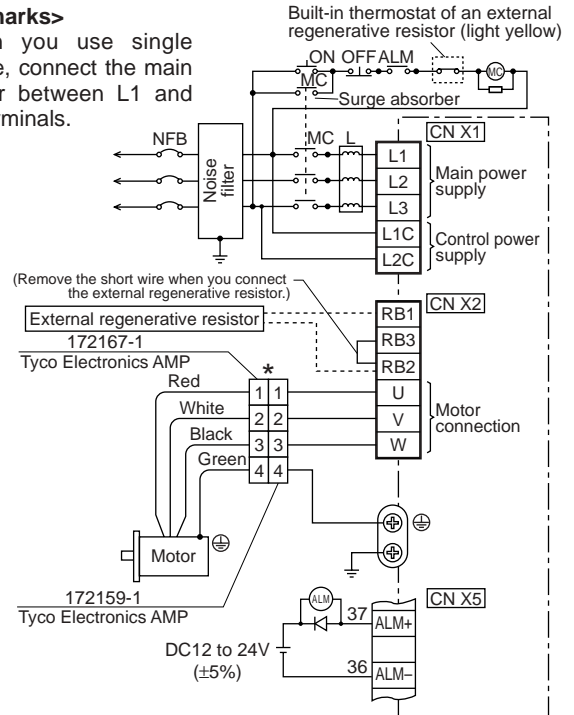 marks>
you use single
, connect the main
between L1 and
rminals.
Built-in thermostat of an external
regenerative resistor (light yellow)
ON OFF ALM
MC
MC
Surge absorber
NFB
Noise
filter
MC
L
CN X1
L1
L2
L3
L1C
L2C
Main power
supply
Control power
supply
(Remove the short wire when you connect
the external regenerative resistor.)
External regenerative resistor
CN X2
RB1
RB3
RB2
U
V
W
Motor
connection
172167-1
Tyco Electronics AMP
*
Red
White
Black
Green
1 1
2 2
3 3
4 4
Motor
172159-1
Tyco Electronics AMP
ALM
DC12 to 24V
(±5%)
CN X5
37
ALM+
36
ALM−